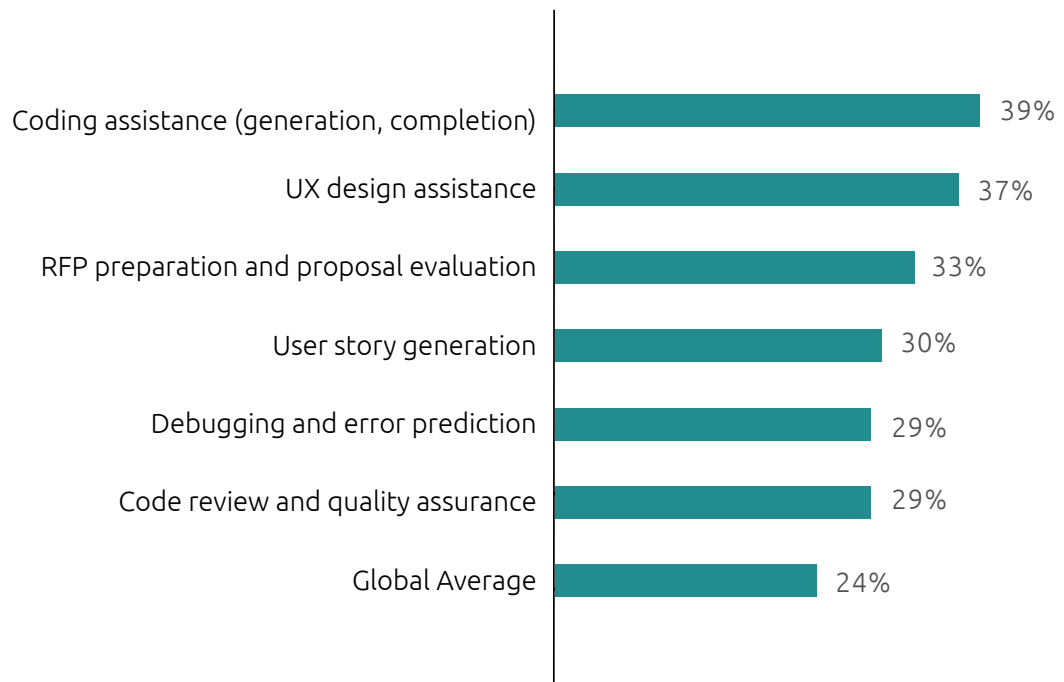 Coding assistance (generation, completion) 39%
UX design assistance 37%
RFP preparation and proposal evaluation 33%
User story generation 30%
Debugging and error prediction 29%
Code review and quality assurance 29%
Global Average 24%